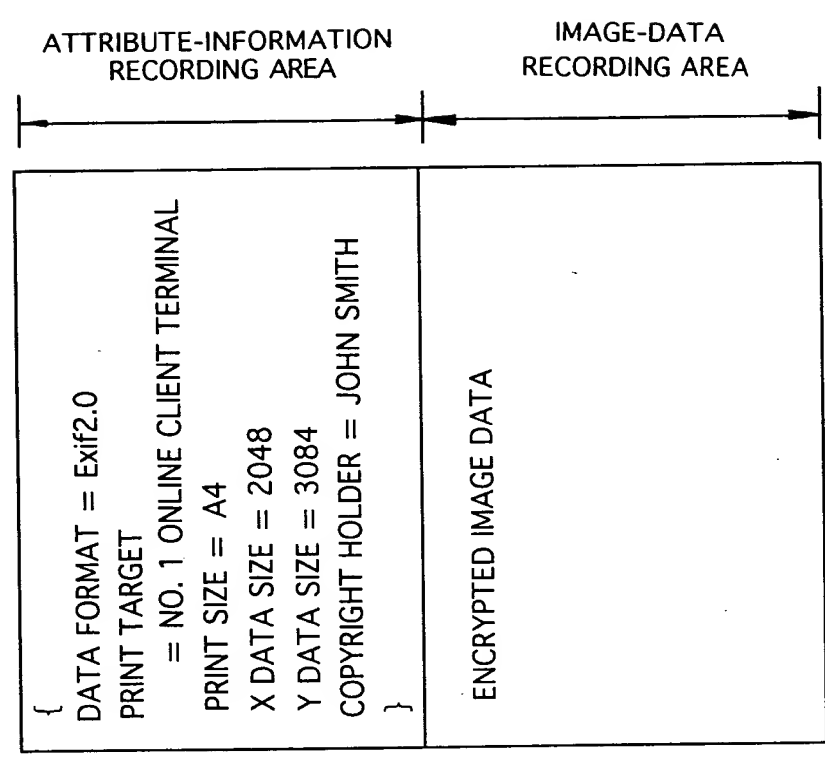 ATTRIBUTE-INFORMATION
RECORDING AREA
IMAGE-DATA
RECORDING AREA
{
DATA FORMAT = Exif2.0
PRINT TARGET
= NO. 1 ONLINE CLIENT TERMINAL
PRINT SIZE = A4
X DATA SIZE = 2048
Y DATA SIZE = 3084
COPYRIGHT HOLDER = JOHN SMITH
}
ENCRYPTED IMAGE DATA